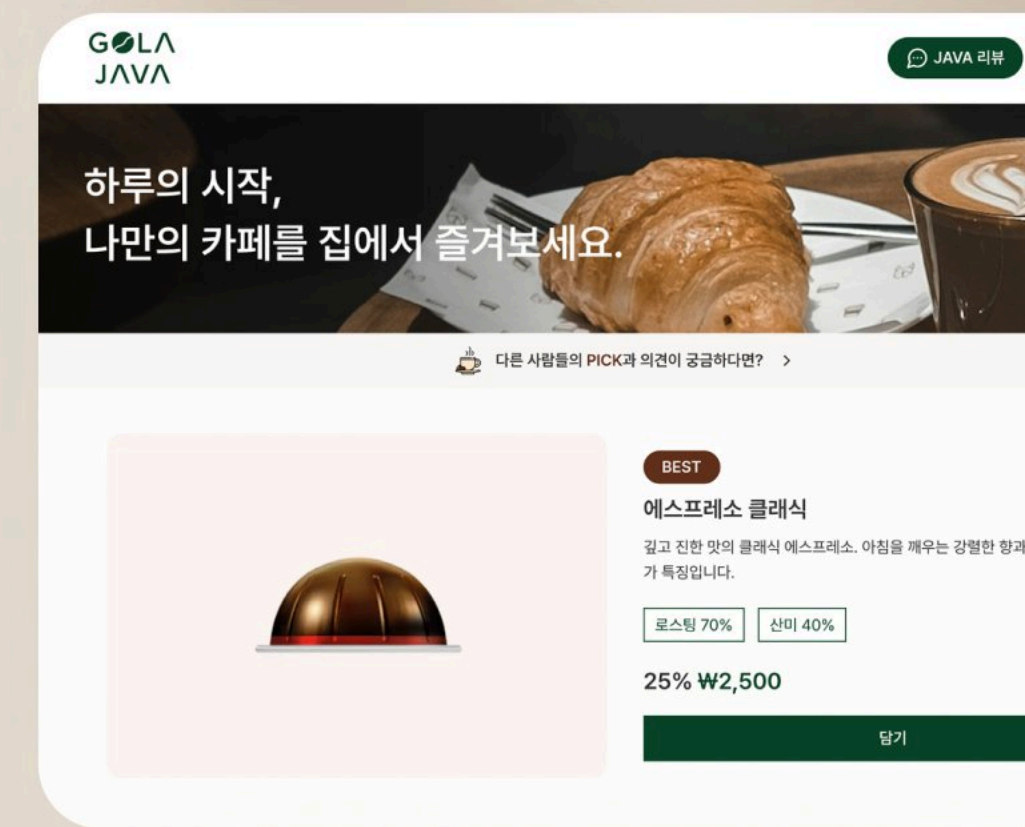 GOLA
JAVA
JAVA 리뷰
하루의 시작,
나만의 카페를 집에서 즐겨보세요.
다른 사람들의 PICK과 의견이 궁금하다면? >
BEST
에스프레소 클래식
깊고 진한 맛의 클래식 에스프레소. 아침을 깨우는 강렬한 향과
가 특징입니다.
로스팅 70% 산미 40%
25% ₩2,500
담기